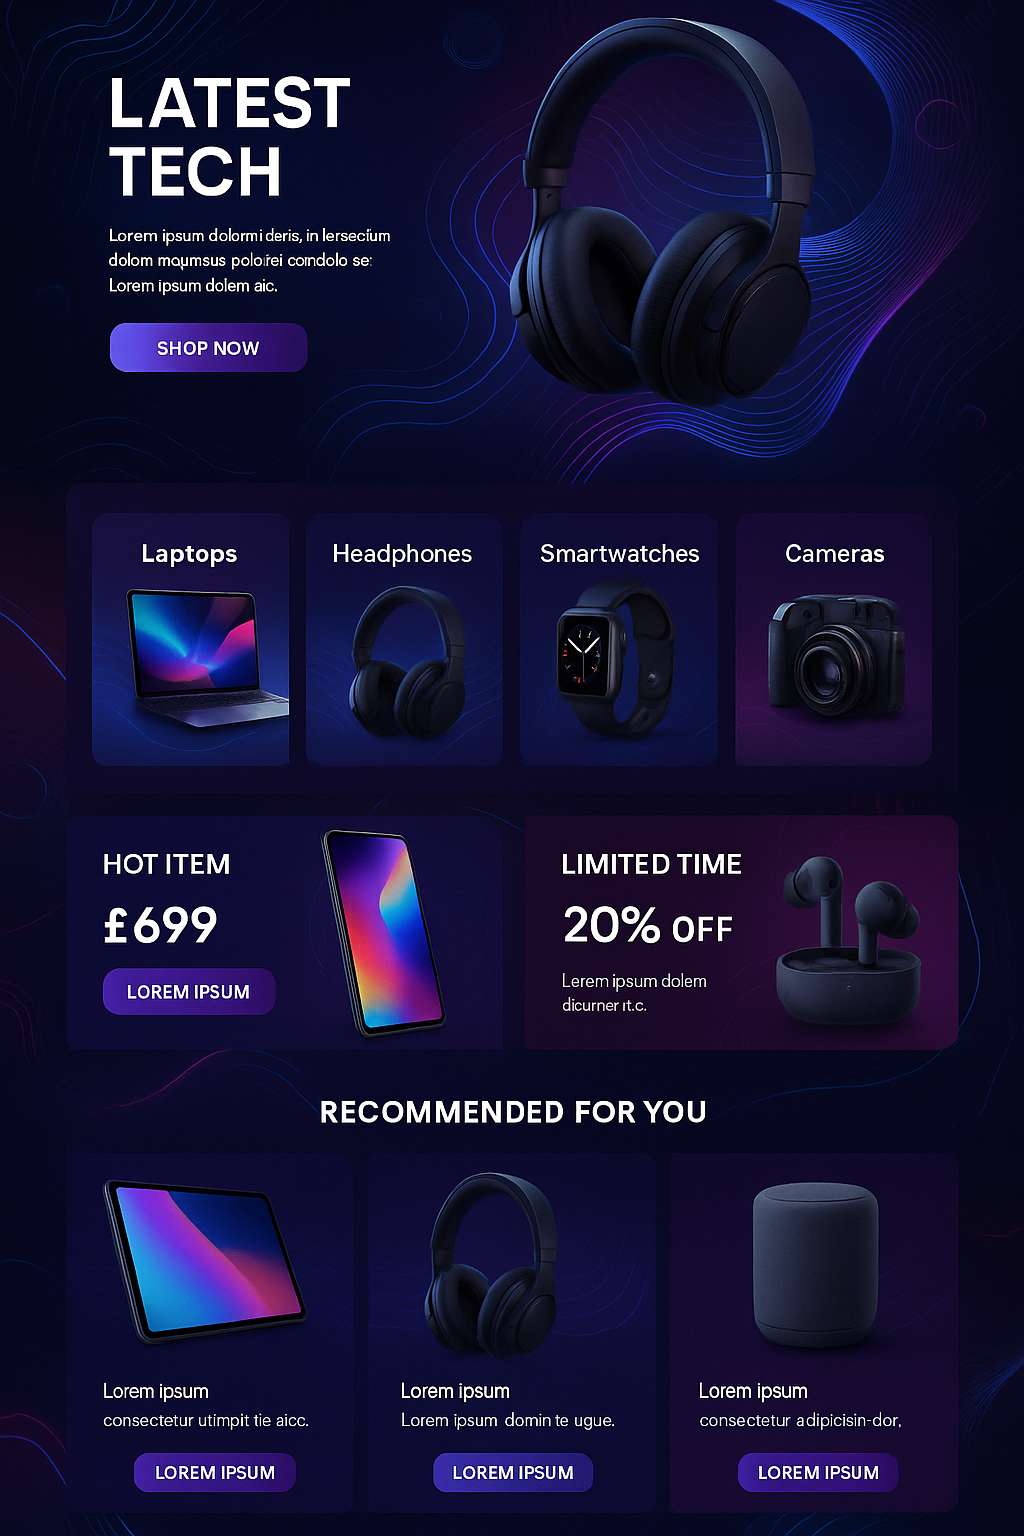 LATEST
TECH
Lorem ipsum dolormi deris, in lersecium
dolom moumsus polorei comdolo se:
Lorem ipsum dolem aic.
SHOP NOW
Laptops
Headphones
Smartwatches
Cameras
HOT ITEM
£699
LOREM IPSUM
LIMITED TIME
20% OFF
Lerem ipsum dolem
dicurner it.c.
RECOMMENDED FOR YOU
Lorem ipsum
consectetur utimpit tie aicc.
LOREM IPSUM
Lorem ipsum
Lorem ipsum domin te ugue.
LOREM IPSUM
Lorem ipsum
consectetur adipicisin-dor,
LOREM IPSUM